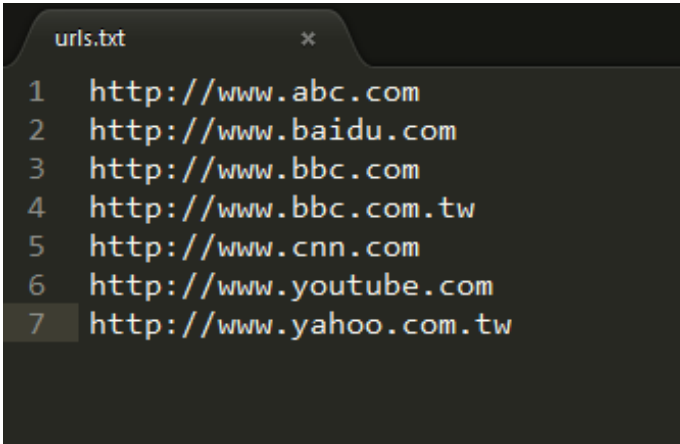 urls.txt ×
1 http://www.abc.com
2 http://www.baidu.com
3 http://www.bbc.com
4 http://www.bbc.com.tw
5 http://www.cnn.com
6 http://www.youtube.com
7 http://www.yahoo.com.tw